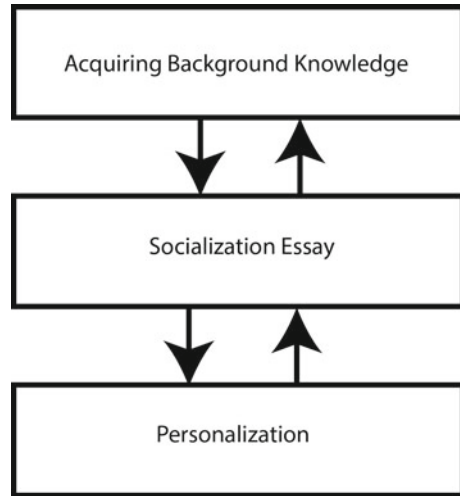 Acquiring Background Knowledge
Socialization Essay
Personalization